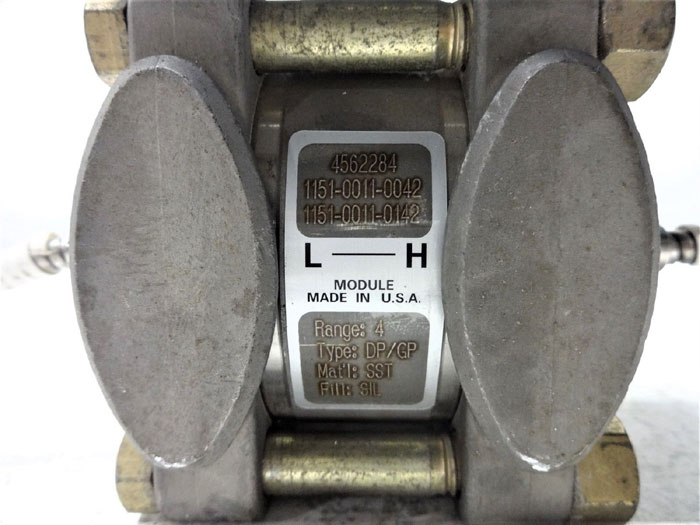 4562284
1151-0011-0042
1151-0011-0142
L — H
MODULE
MADE IN U.S.A.
Range: 4
Type: DP/GP
Mat'l: SST
Fill: SIL